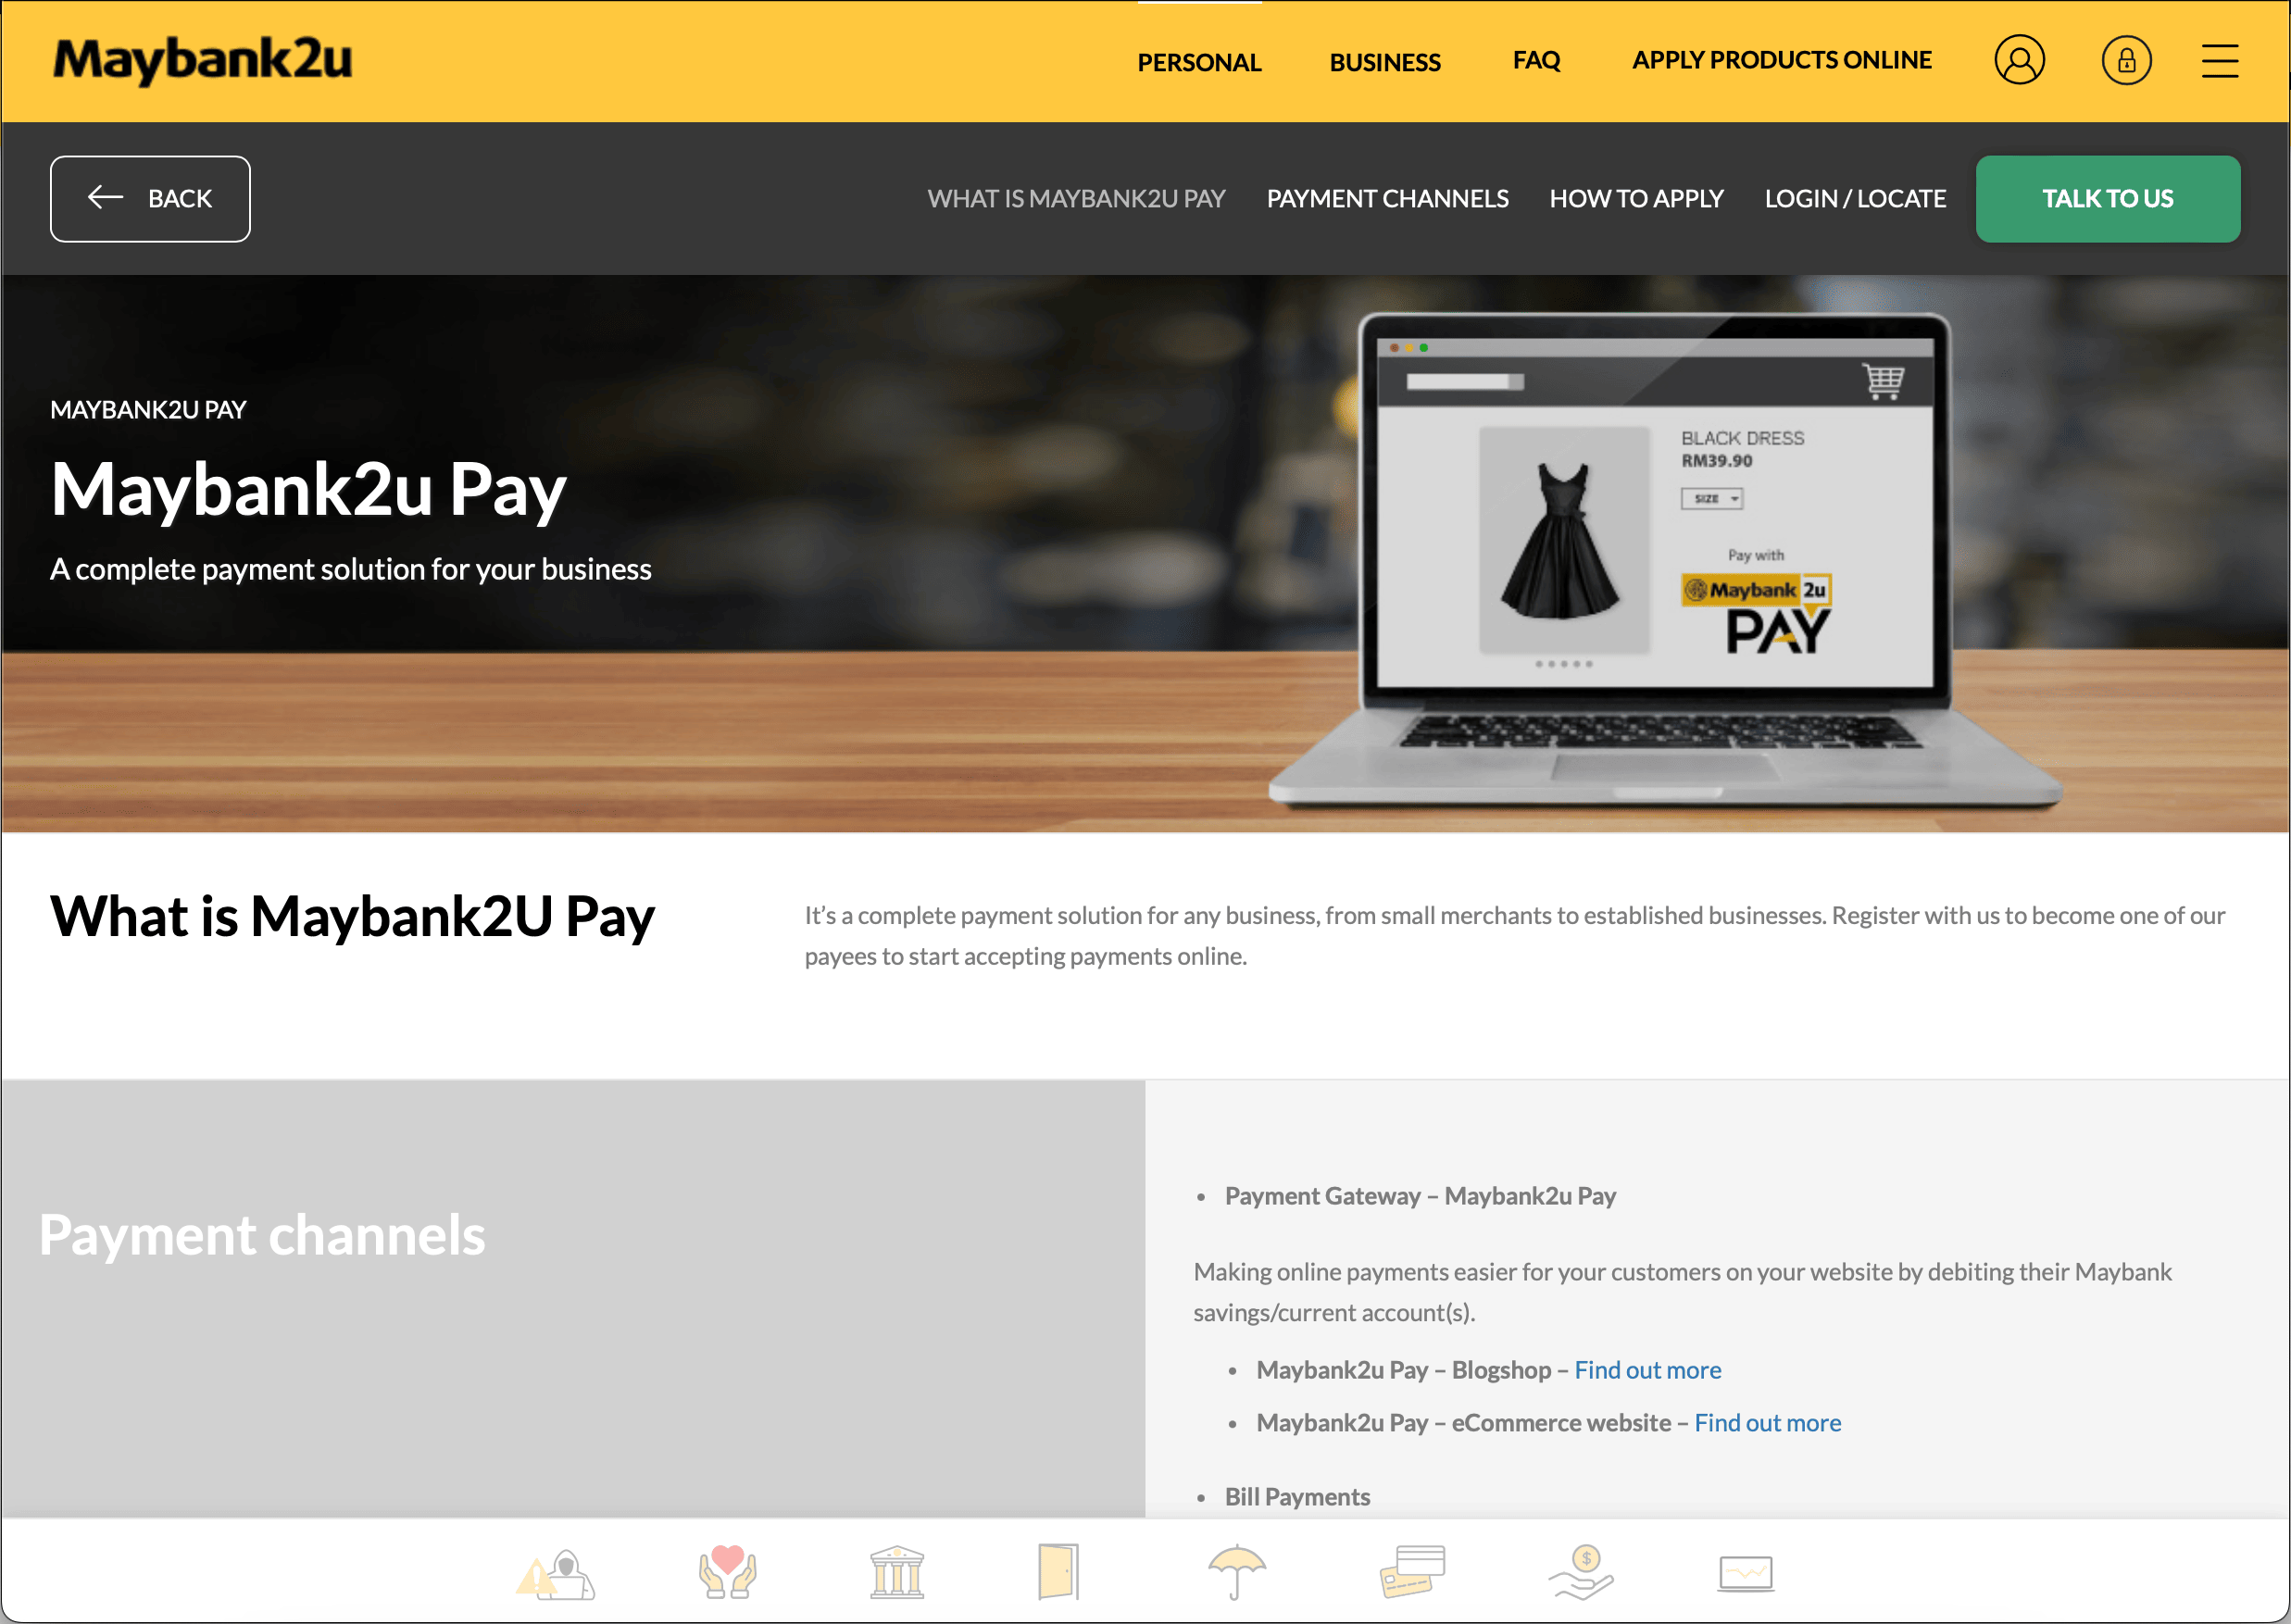 Maybank2u
PERSONAL
BUSINESS
FAQ
APPLY PRODUCTS ONLINE
BACK
WHAT IS MAYBANK2U PAY
PAYMENT CHANNELS
HOW TO APPLY
LOGIN / LOCATE
TALK TO US
MAYBANK2U PAY
Maybank2u Pay
A complete payment solution for your business
BLACK DRESS
RM39.90
SIZE
Pay with
Maybank 2u
PAY
What is Maybank2U Pay
It’s a complete payment solution for any business, from small merchants to established businesses. Register with us to become one of our
payees to start accepting payments online.
Payment channels
• Payment Gateway – Maybank2u Pay
Making online payments easier for your customers on your website by debiting their Maybank
savings/current account(s).
• Maybank2u Pay – Blogshop – Find out more
• Maybank2u Pay – eCommerce website – Find out more
• Bill Payments